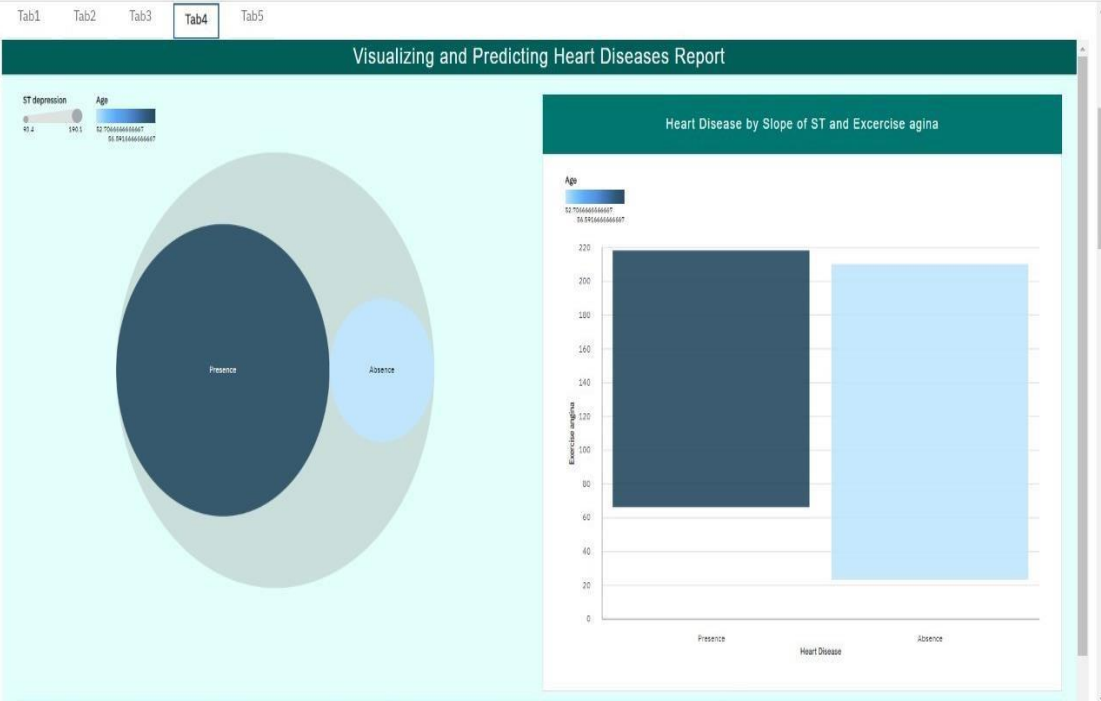 Tab1 Tab2 Tab3 Tab4 Tab5
Visualizing and Predicting Heart Diseases Report
ST depression
Age
190.1
Presence
Absence
Heart Disease by Slope of ST and Excercise agina
Age
220
200
180
160
140
120
100
80
60
40
20
0
Exercise angina
Presence
Absence
Heart Disease